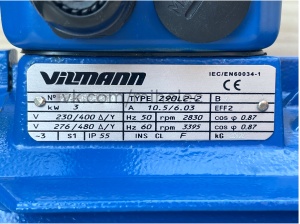 VILMANN
IEC/EN60034-1
Nº TYPE 290L2-2 B
kW 3 A 10.5/6.03 EFF2
V 230/400 Δ/Y Hz 50 rpm 2830 cos φ 0.87
V 276/480 Δ/Y Hz 60 rpm 3395 cos φ 0.87
~3 S1 IP 55 INS CL F kG